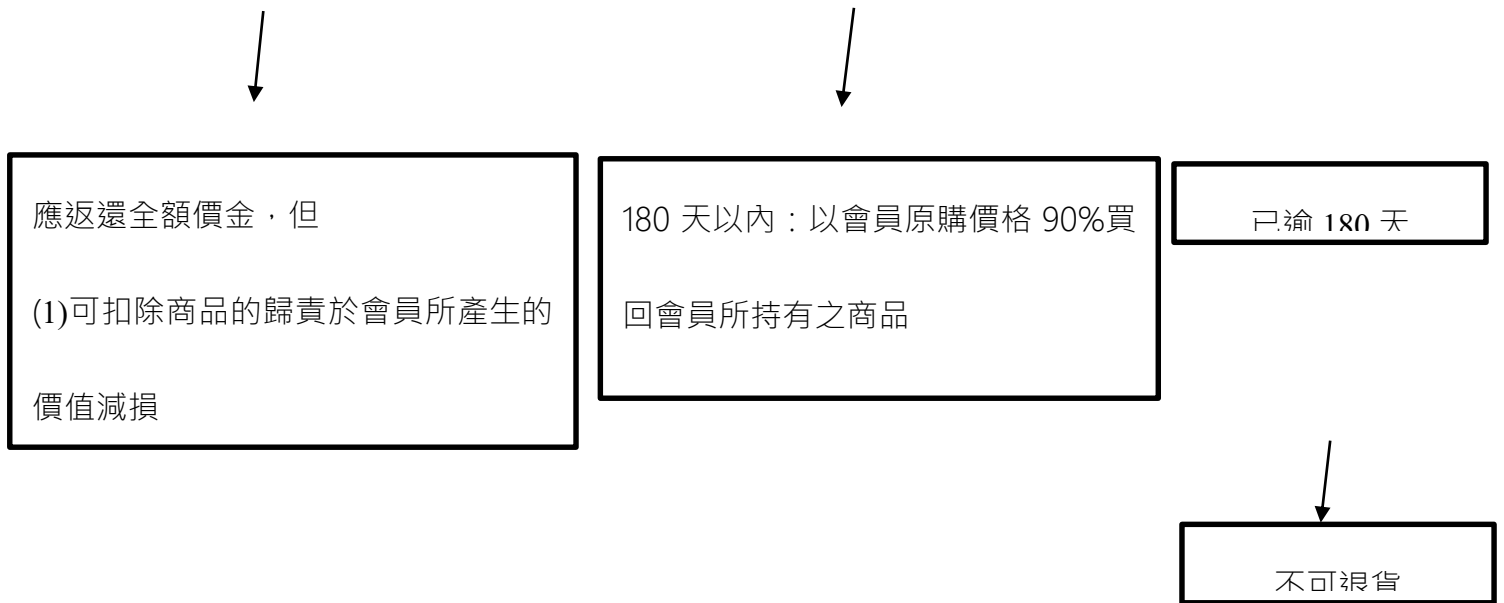 應返還全額價金，但
(1)可扣除商品的歸責於會員所產生的
價值減損
180 天以內：以會員原購價格 90%買
回會員所持有之商品
已逾 180 天
不可退貨